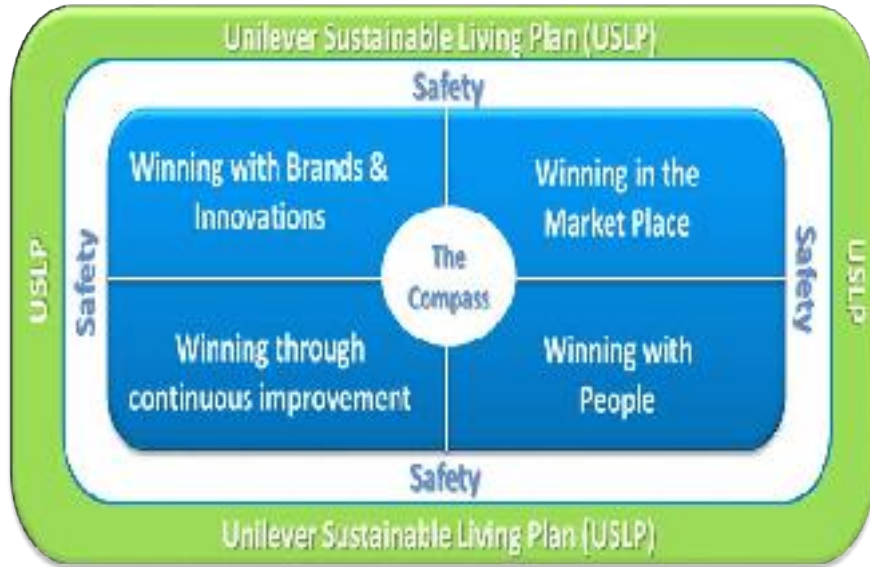 Unilever Sustainable Living Plan (USLP)
Safety
Winning with Brands &
Innovations
Winning in the
Market Place
USLP
Safety
The
Compass
Safety
USLP
Winning through
continuous improvement
Winning with
People
Safety
Unilever Sustainable Living Plan (USLP)